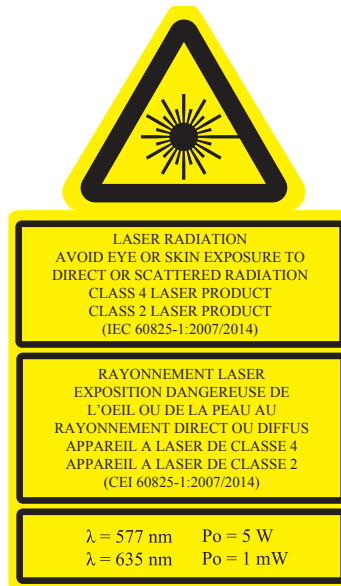 LASER RADIATION
AVOID EYE OR SKIN EXPOSURE TO
DIRECT OR SCATTERED RADIATION
CLASS 4 LASER PRODUCT
CLASS 2 LASER PRODUCT
(IEC 60825-1:2007/2014)
RAYONNEMENT LASER
EXPOSITION DANGEREUSE DE
L'OEIL OU DE LA PEAU AU
RAYONNEMENT DIRECT OU DIFFUS
APPAREIL A LASER DE CLASSE 4
APPAREIL A LASER DE CLASSE 2
(CEI 60825-1:2007/2014)
λ = 577 nm Po = 5 W
λ = 635 nm Po = 1 mW